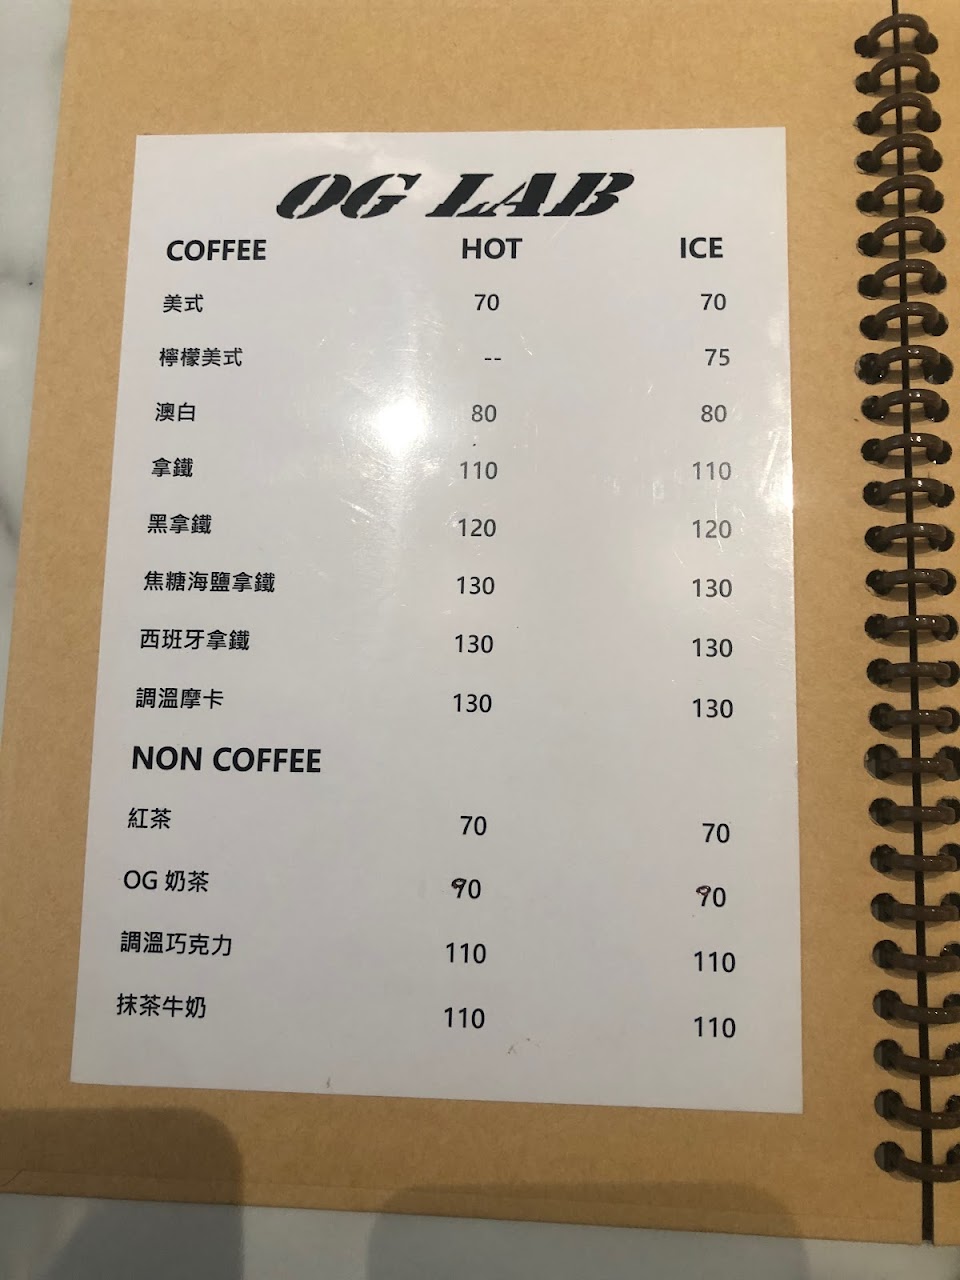 OG LAB
COFFEE HOT ICE
美式 70 70
檸檬美式 -- 75
澳白 80 80
拿鐵 110 110
黑拿鐵 120 120
焦糖海鹽拿鐵 130 130
西班牙拿鐵 130 130
調溫摩卡 130 130
NON COFFEE
紅茶 70 70
OG 奶茶 90 90
調溫巧克力 110 110
抹茶牛奶 110 110